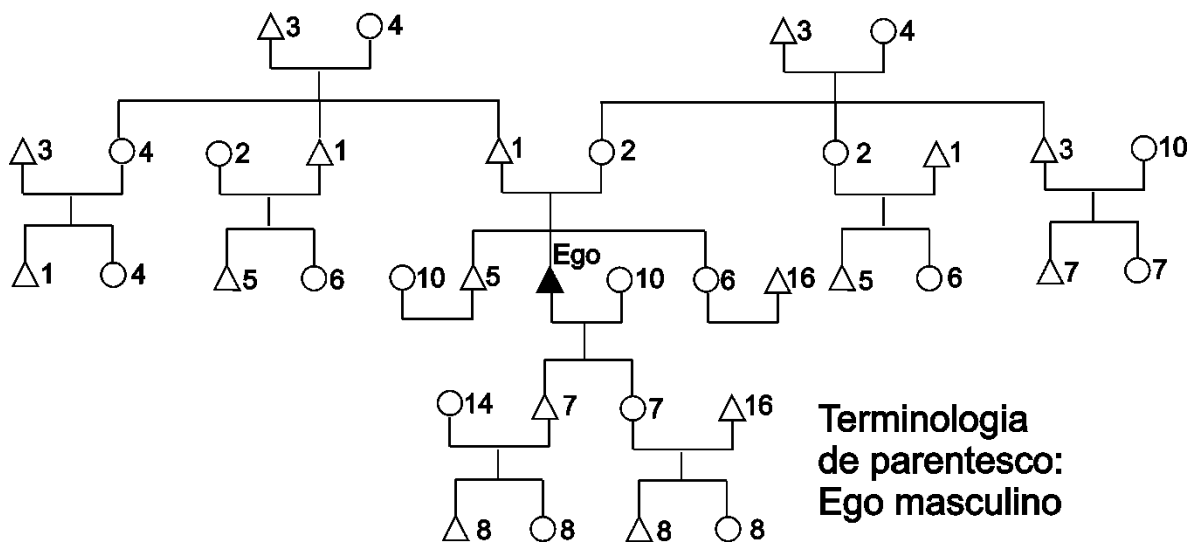 3 4 3 4
3 4 2 1 1 2 2 1 3 10
Ego
1 4 5 6 10 5 10 6 16 5 6 7 7
14 7 7 16
Terminologia
de parentesco:
Ego masculino
8 8 8 8